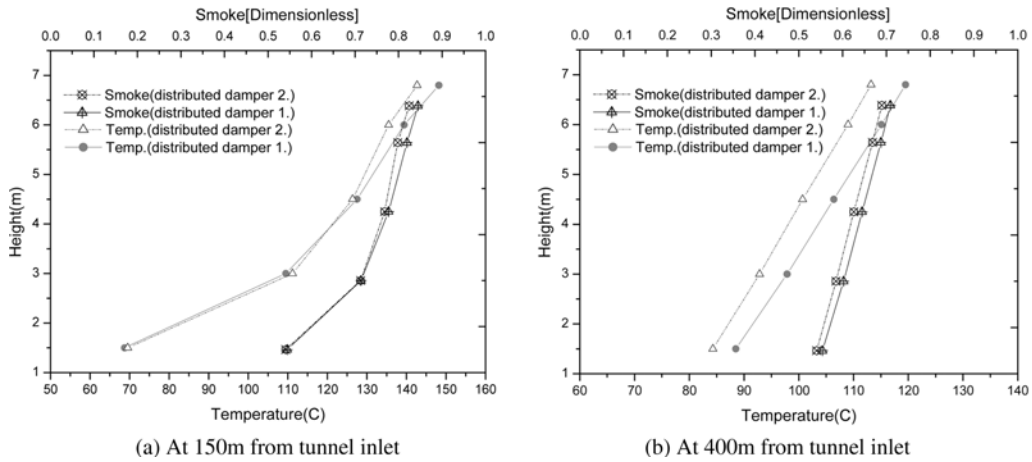 Smoke[Dimensionless]
0.0 0.1 0.2 0.3 0.4 0.5 0.6 0.7 0.8 0.9 1.0
7
6
5
4
3
2
1
Height(m)
Smoke(distributed damper 2.)
Smoke(distributed damper 1.)
Temp.(distributed damper 2.)
Temp.(distributed damper 1.)
50 60 70 80 90 100 110 120 130 140 150 160
Temperature(C)
(a) At 150m from tunnel inlet
Smoke[Dimensionless]
0.0 0.1 0.2 0.3 0.4 0.5 0.6 0.7 0.8 0.9 1.0
7
6
5
4
3
2
1
Height(m)
Smoke(distributed damper 2.)
Smoke(distributed damper 1.)
Temp.(distributed damper 2.)
Temp.(distributed damper 1.)
60 70 80 90 100 110 120 130 140
Temperature(C)
(b) At 400m from tunnel inlet